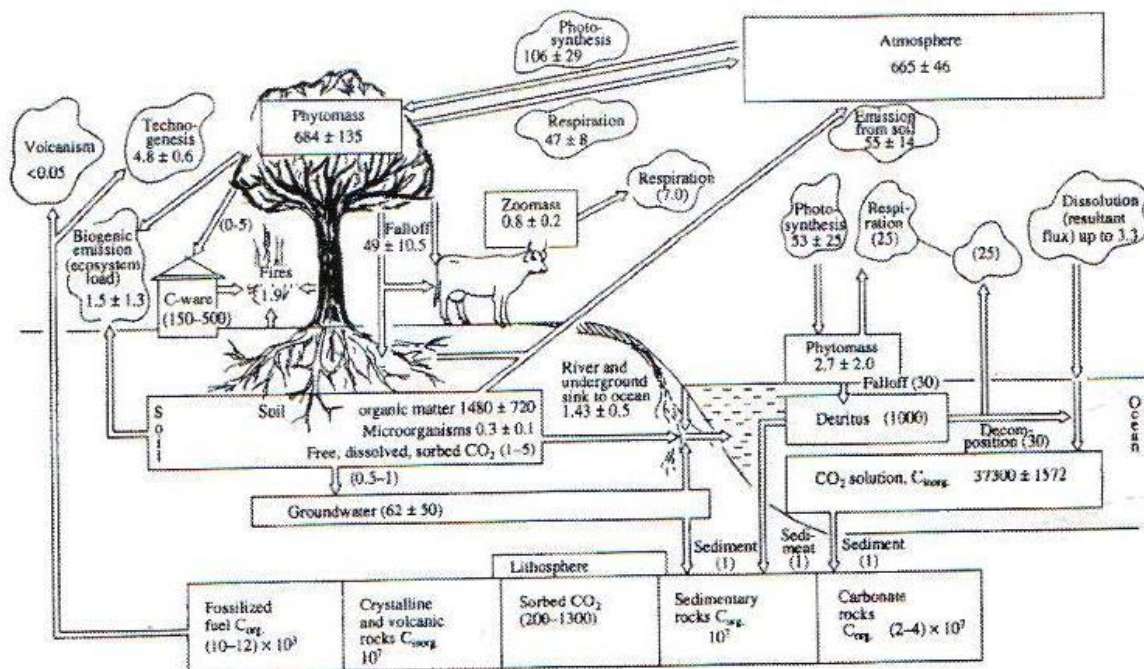 Photo-
synthesis
106 ± 29
Atmosphere
665 ± 46
Volcanism
<0.05
Techno-
genesis
4.8 ± 0.6
Phytomass
684 ± 135
Respiration
47 ± 8
Emission
from soil
55 ± 14
Biogenic
emission
(ecosystem
load)
1.5 ± 1.3
(0-5)
C-ware
(150–500)
Fires
1.9
Falloff
49 ± 10.5
Zoomass
0.8 ± 0.2
Respiration
(7.0)
Photo-
synthesis
53 ± 25
Respi-
ration
(25)
(25)
Dissolution
(resultant
flux) up to 3.3
Phytomass
2.7 ± 2.0
Falloff (30)
Detritus (1000)
Decom-
position (30)
Ocean
River and
underground
sink to ocean
1.43 ± 0.5
Soil
Soil
organic matter 1480 ± 720
Microorganisms 0.3 ± 0.1
Free, dissolved, sorbed CO₂ (1–5)
(0.5–1)
Groundwater (62 ± 50)
CO₂ solution, C inorg. 37300 ± 1572
Sediment
(1)
Sedi-
ment
(1)
Sediment
(1)
Lithosphere
Fossilized
fuel C org.
(10–12) × 10³
Crystalline
and volcanic
rocks C inorg.
10⁷
Sorbed CO₂
(200–1300)
Sedimentary
rocks C org.
10⁷
Carbonate
rocks
C org. (2–4) × 10⁷